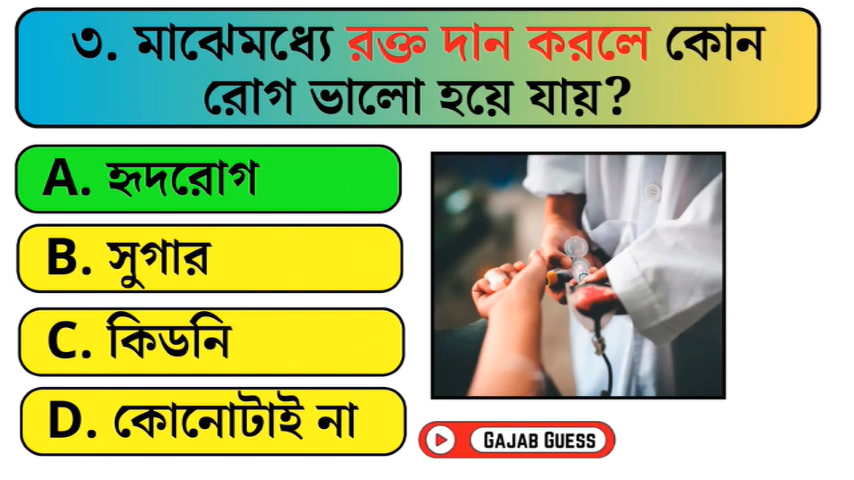 ৩. মাঝেমধ্যে রক্ত দান করলে কোন
রোগ ভালো হয়ে যায়?
A. হৃদরোগ
B. সুগার
C. কিডনি
D. কোনোটাই না
GAJAB GUESS